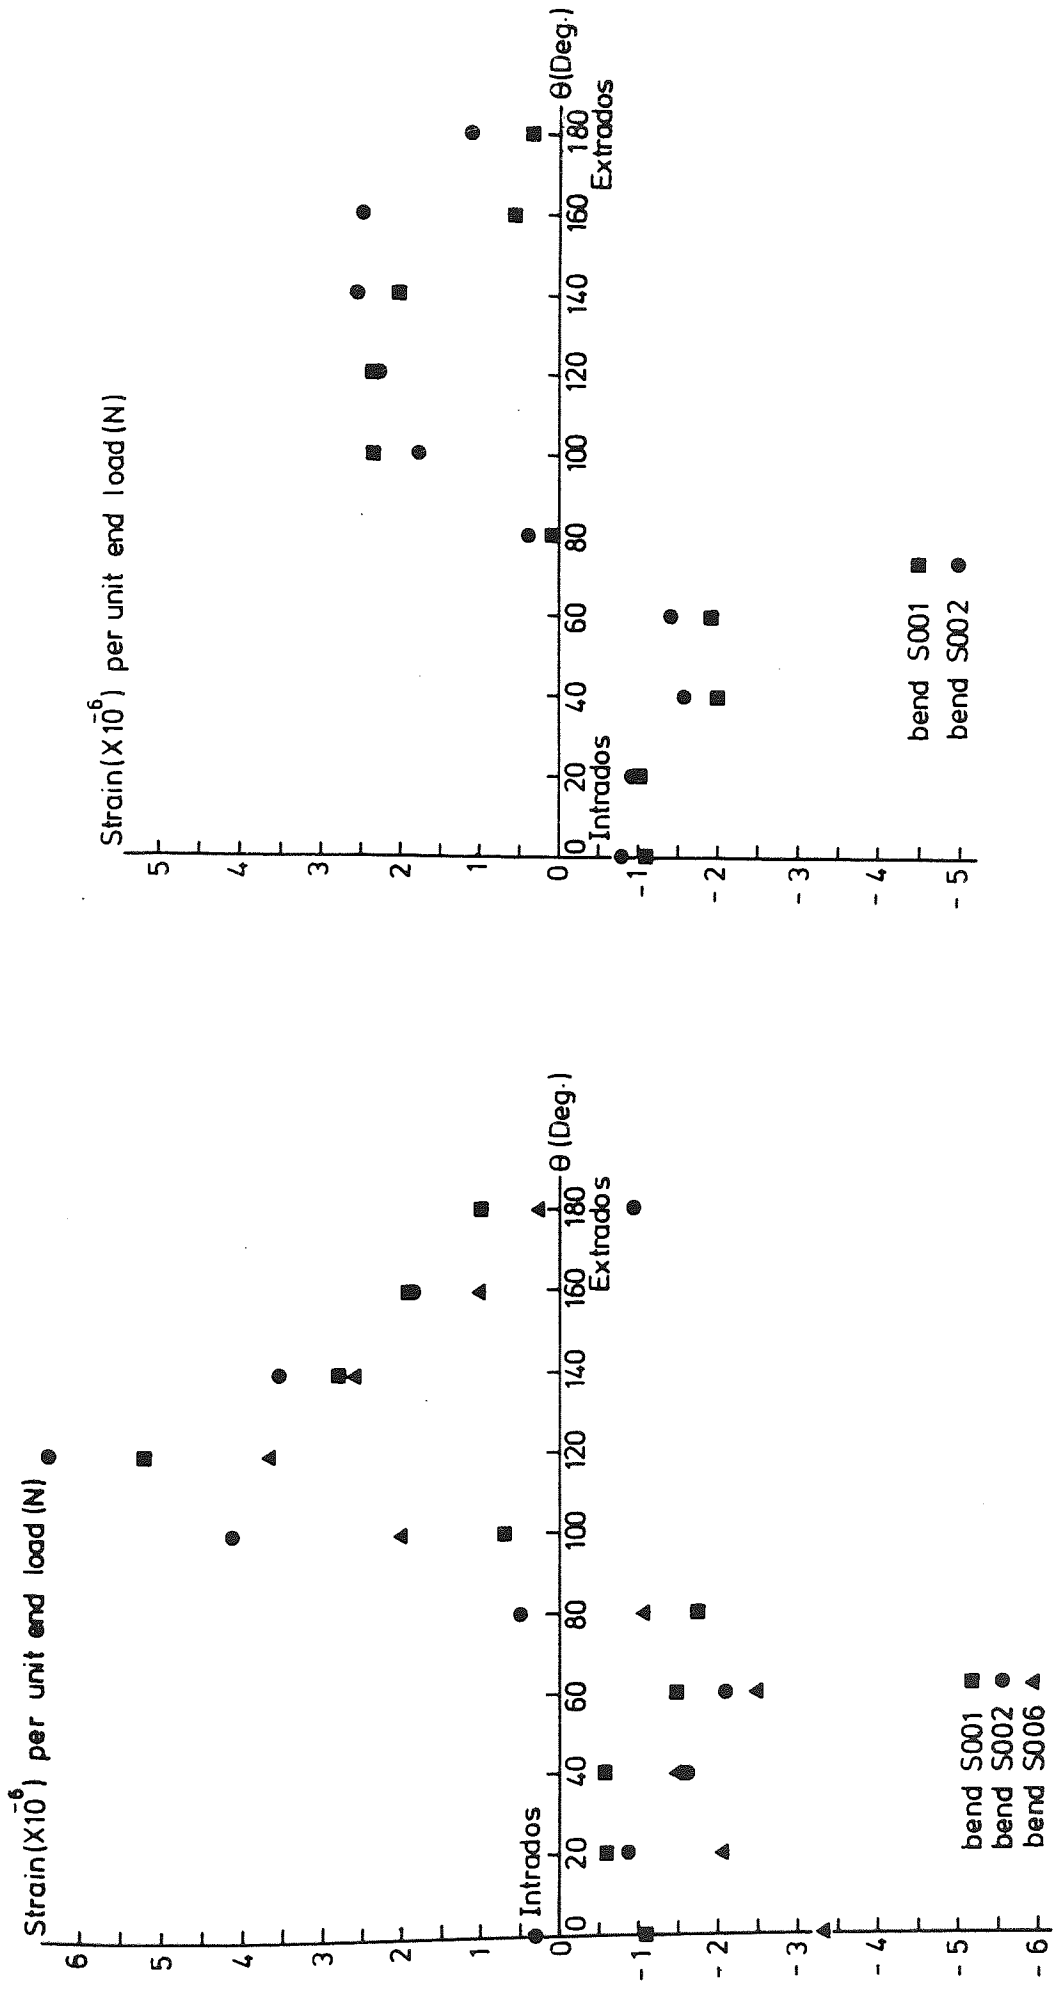 Strain(X10⁻⁶) per unit end load (N)
6
5
4
3
2
1
0
-1
-2
-3
-4
-5
-6
Intrados
0 20 40 60 80 100 120 140 160 180 θ (Deg.)
Extrados
bend S001
bend S002
bend S006
Strain(X10⁻⁶) per unit end load (N)
5
4
3
2
1
0
-1
-2
-3
-4
-5
0 20 40 60 80 100 120 140 160 180 θ(Deg.)
Intrados
Extrados
bend S001
bend S002